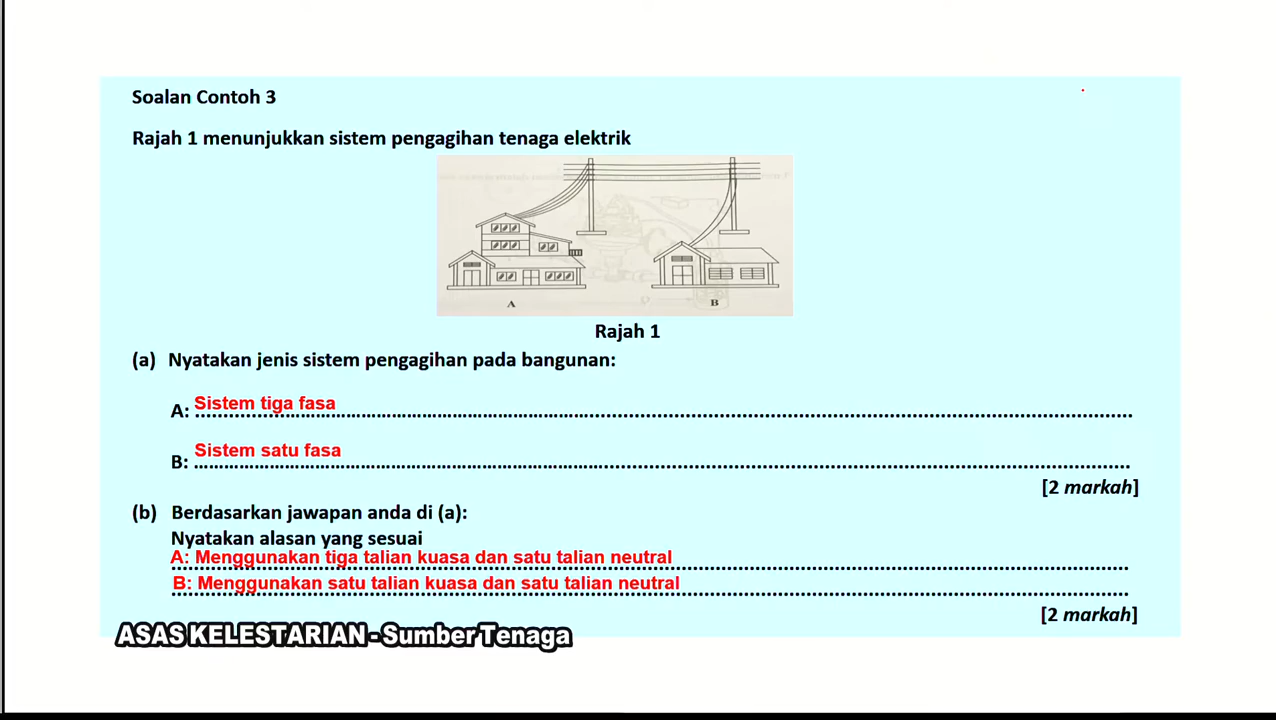 Soalan Contoh 3
Rajah 1 menunjukkan sistem pengagihan tenaga elektrik
A
B
Rajah 1
(a) Nyatakan jenis sistem pengagihan pada bangunan:
A: Sistem tiga fasa
B: Sistem satu fasa
[2 markah]
(b) Berdasarkan jawapan anda di (a):
Nyatakan alasan yang sesuai
A: Menggunakan tiga talian kuasa dan satu talian neutral
B: Menggunakan satu talian kuasa dan satu talian neutral
[2 markah]
ASAS KELESTARIAN - Sumber Tenaga